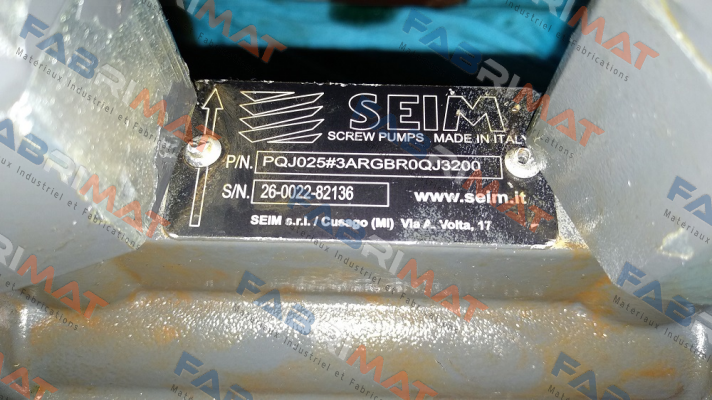 SEIM
SCREW PUMPS MADE IN ITALY
P/N. PQJ025#3ARGBR0QJ3200
S/N. 26-0022-82136 www.seim.it
SEIM s.r.l. / Cusago (MI) Via A. Volta, 17
FABRIMAT
Materiaux Industriel et Fabrications